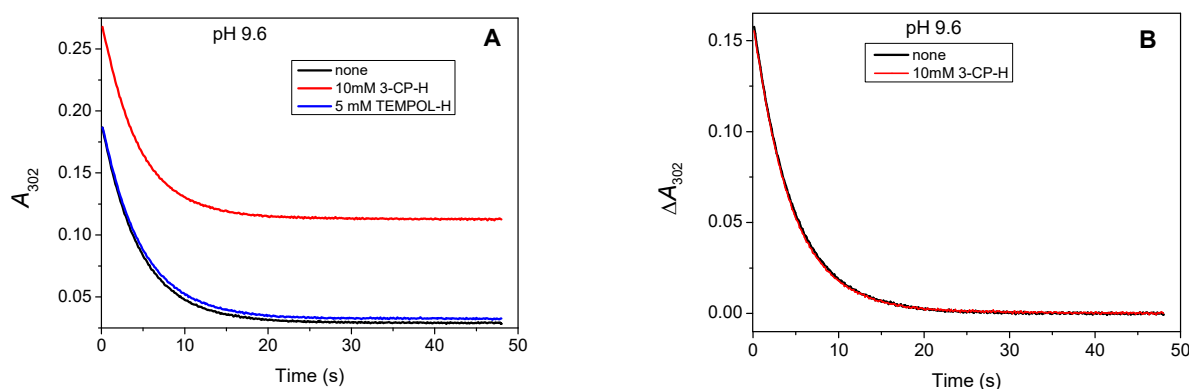 pH 9.6
A
none
10mM 3-CP-H
5 mM TEMPOL-H
0.25
0.20
0.15
0.10
0.05
A302
0 10 20 30 40 50
Time (s)
pH 9.6
B
none
10mM 3-CP-H
0.15
0.10
0.05
0.00
ΔA302
0 10 20 30 40 50
Time (s)